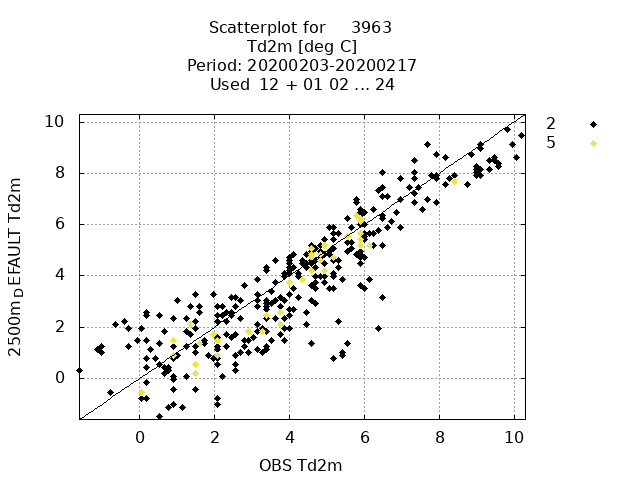 Scatterplot for 3963
Td2m [deg C]
Period: 20200203-20200217
Used 12 + 01 02 ... 24
2
5
2500m_DEFAULT Td2m
10
8
6
4
2
0
0 2 4 6 8 10
OBS Td2m